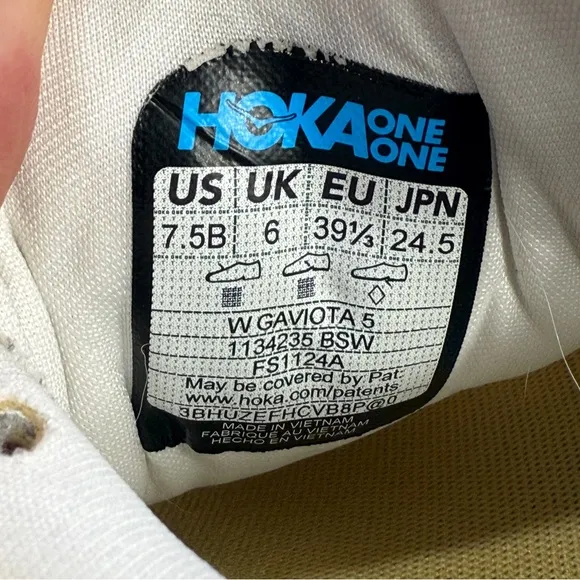 HOKA ONE ONE
US UK EU JPN
7.5B 6 39⅓ 24.5
W GAVIOTA 5
1134235 BSW
FS1124A
May be covered by Pat.
www.hoka.com/patents
3BHUZEFHCVB8P@0
MADE IN VIETNAM
FABRIQUÉ AU VIETNAM
HECHO EN VIETNAM